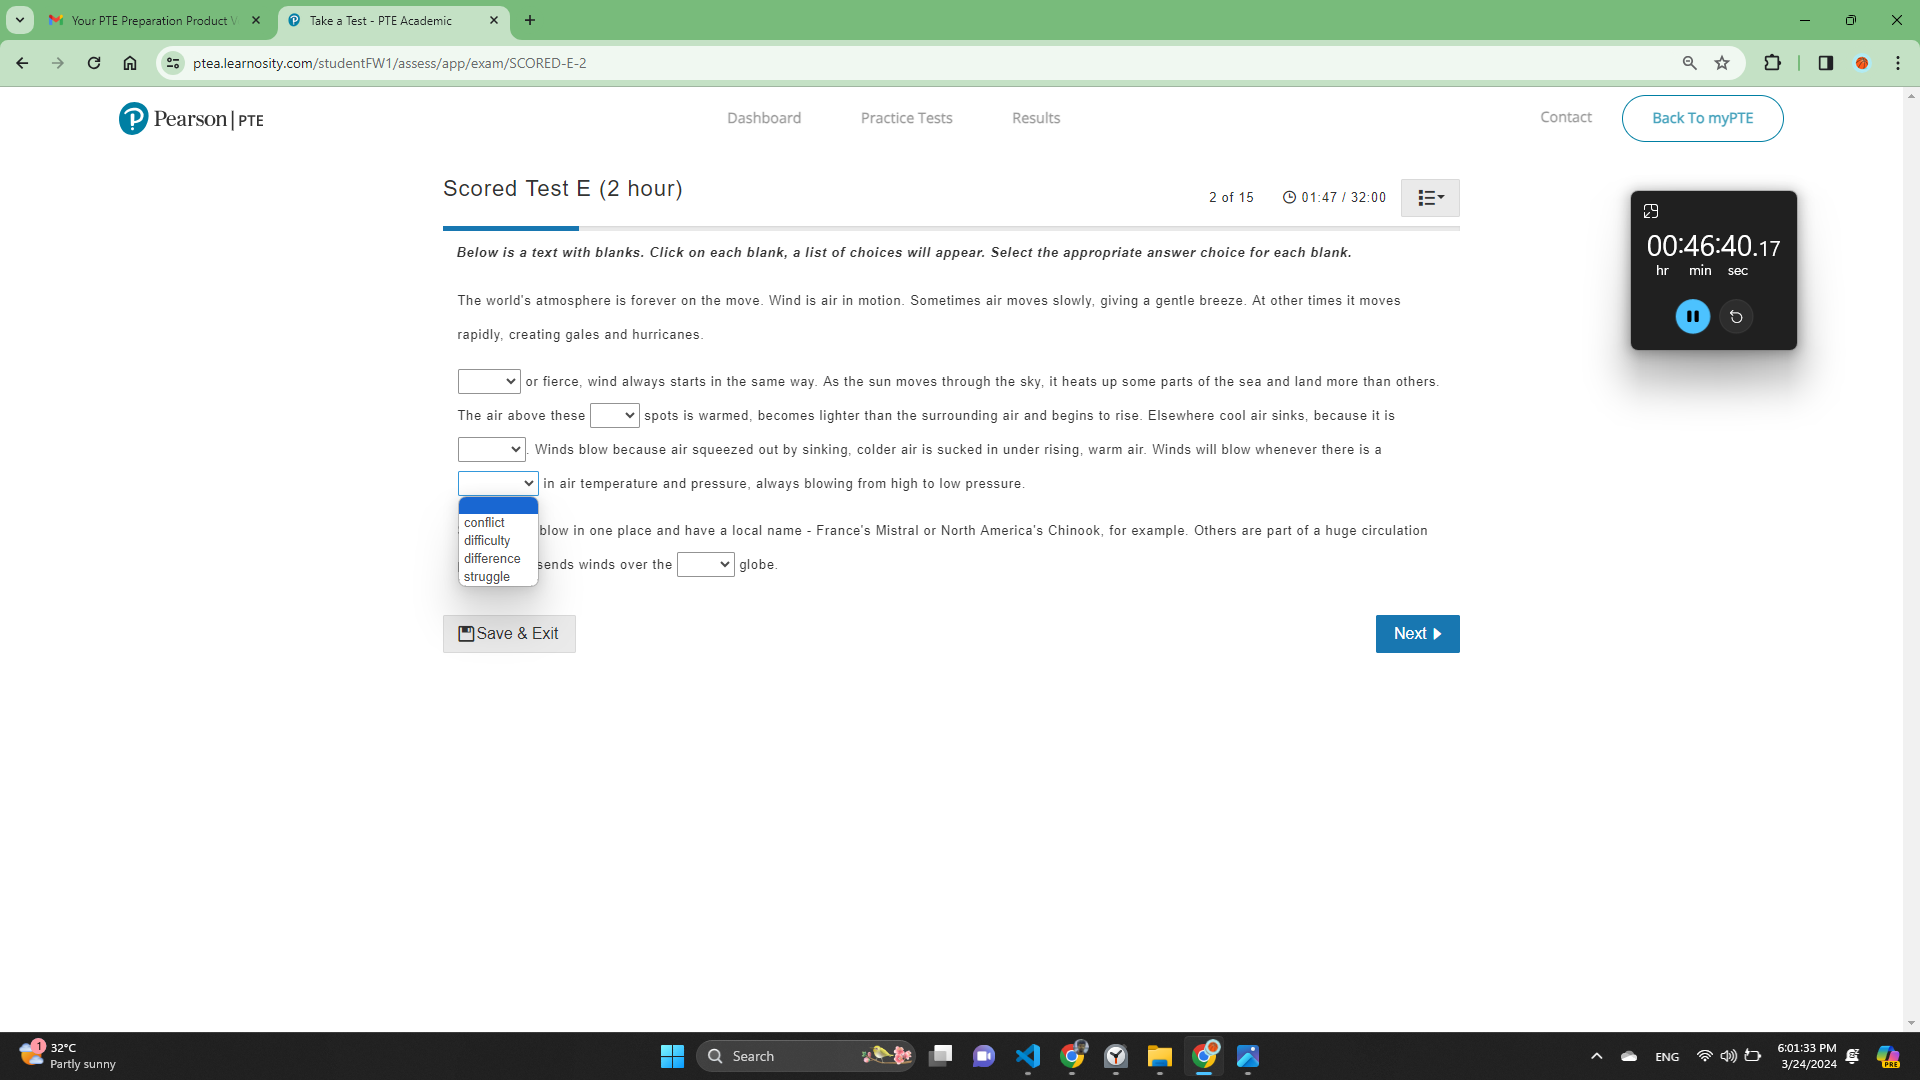 Your PTE Preparation Product V
Take a Test - PTE Academic
ptea.learnosity.com/studentFW1/assess/app/exam/SCORED-E-2
Pearson | PTE
Dashboard
Practice Tests
Results
Contact
Back To myPTE
Scored Test E (2 hour)
2 of 15
01:47 / 32:00
00:46:40.17
hr min sec
Below is a text with blanks. Click on each blank, a list of choices will appear. Select the appropriate answer choice for each blank.
The world's atmosphere is forever on the move. Wind is air in motion. Sometimes air moves slowly, giving a gentle breeze. At other times it moves
rapidly, creating gales and hurricanes.
or fierce, wind always starts in the same way. As the sun moves through the sky, it heats up some parts of the sea and land more than others.
The air above these spots is warmed, becomes lighter than the surrounding air and begins to rise. Elsewhere cool air sinks, because it is
. Winds blow because air squeezed out by sinking, colder air is sucked in under rising, warm air. Winds will blow whenever there is a
in air temperature and pressure, always blowing from high to low pressure.
conflict
difficulty
difference
struggle
blow in one place and have a local name - France's Mistral or North America's Chinook, for example. Others are part of a huge circulation
sends winds over the globe.
Save & Exit
Next
1
32°C
Partly sunny
Search
ENG
6:01:33 PM
3/24/2024
PRE